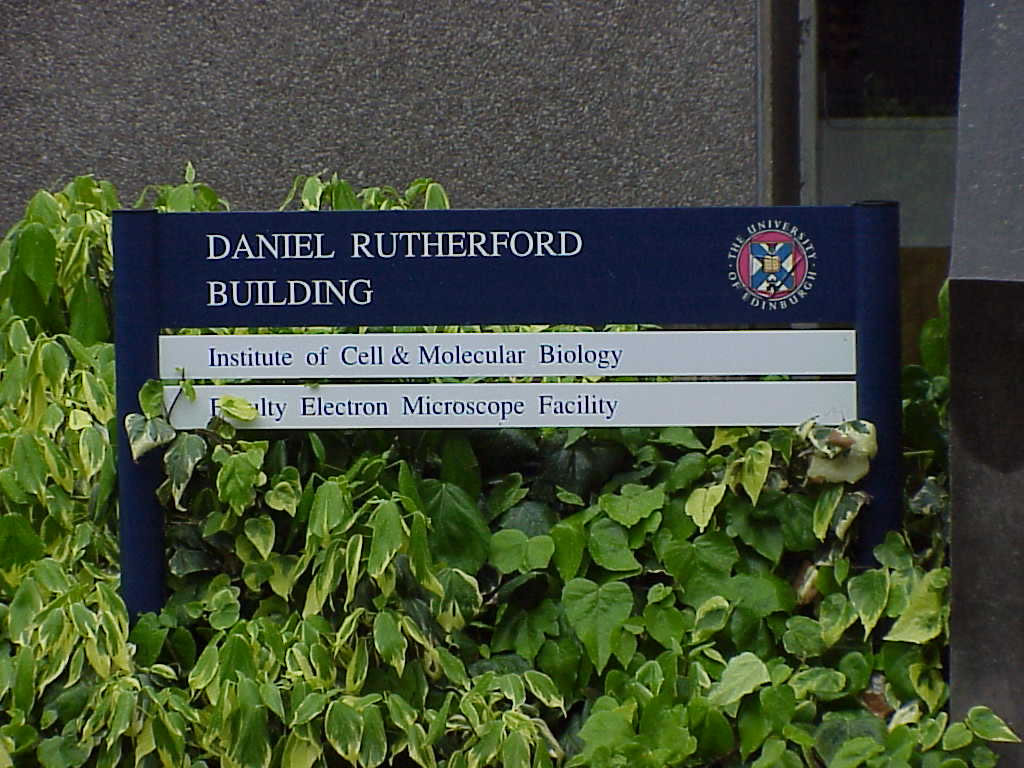 DANIEL RUTHERFORD
BUILDING
THE UNIVERSITY
OF EDINBURGH
Institute of Cell & Molecular Biology
Electron Microscope Facility